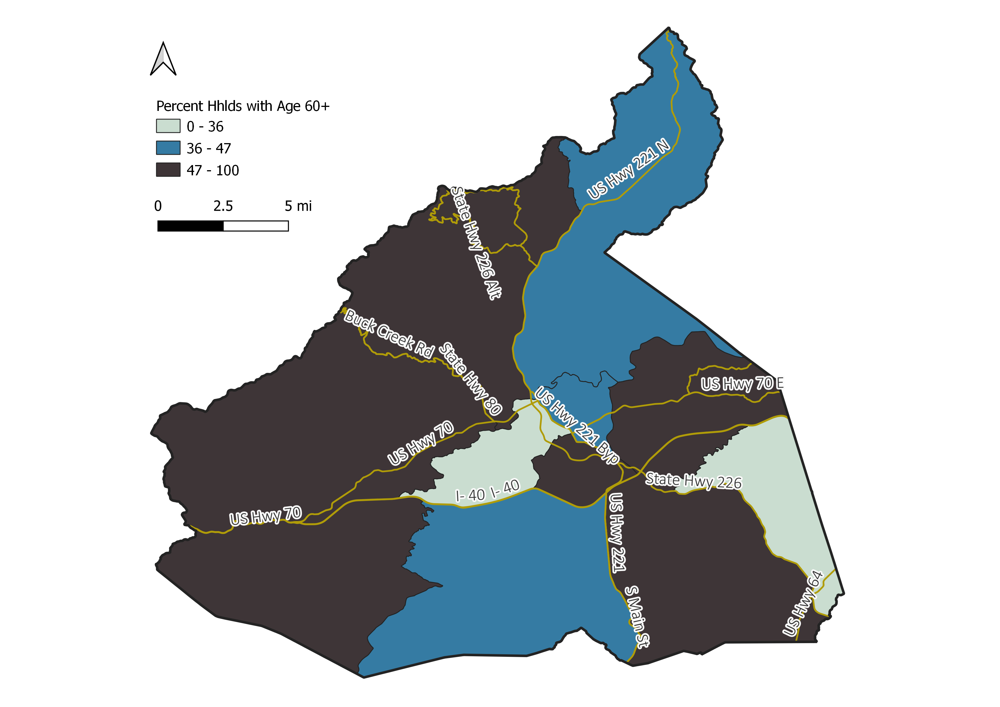 Percent Hhlds with Age 60+
0 - 36
36 - 47
47 - 100
0 2.5 5 mi
US Hwy 221 N
State Hwy 226 Alt
Buck Creek Rd
State Hwy 80
US Hwy 70 E
US Hwy 221 Byp
US Hwy 70
State Hwy 226
I- 40 I- 40
US Hwy 70
US Hwy 221
US Hwy 64
S Main St